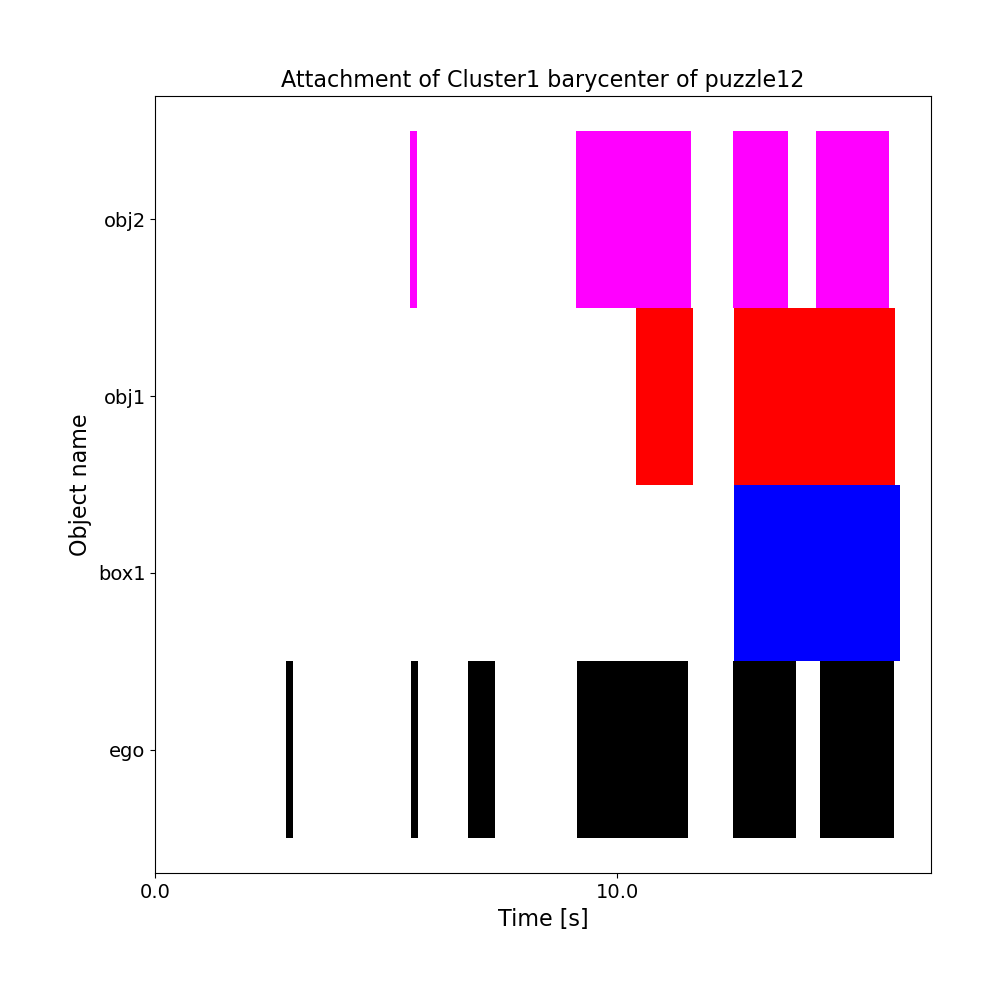 Attachment of Cluster1 barycenter of puzzle12
obj2
obj1
box1
ego
Object name
0.0 10.0
Time [s]